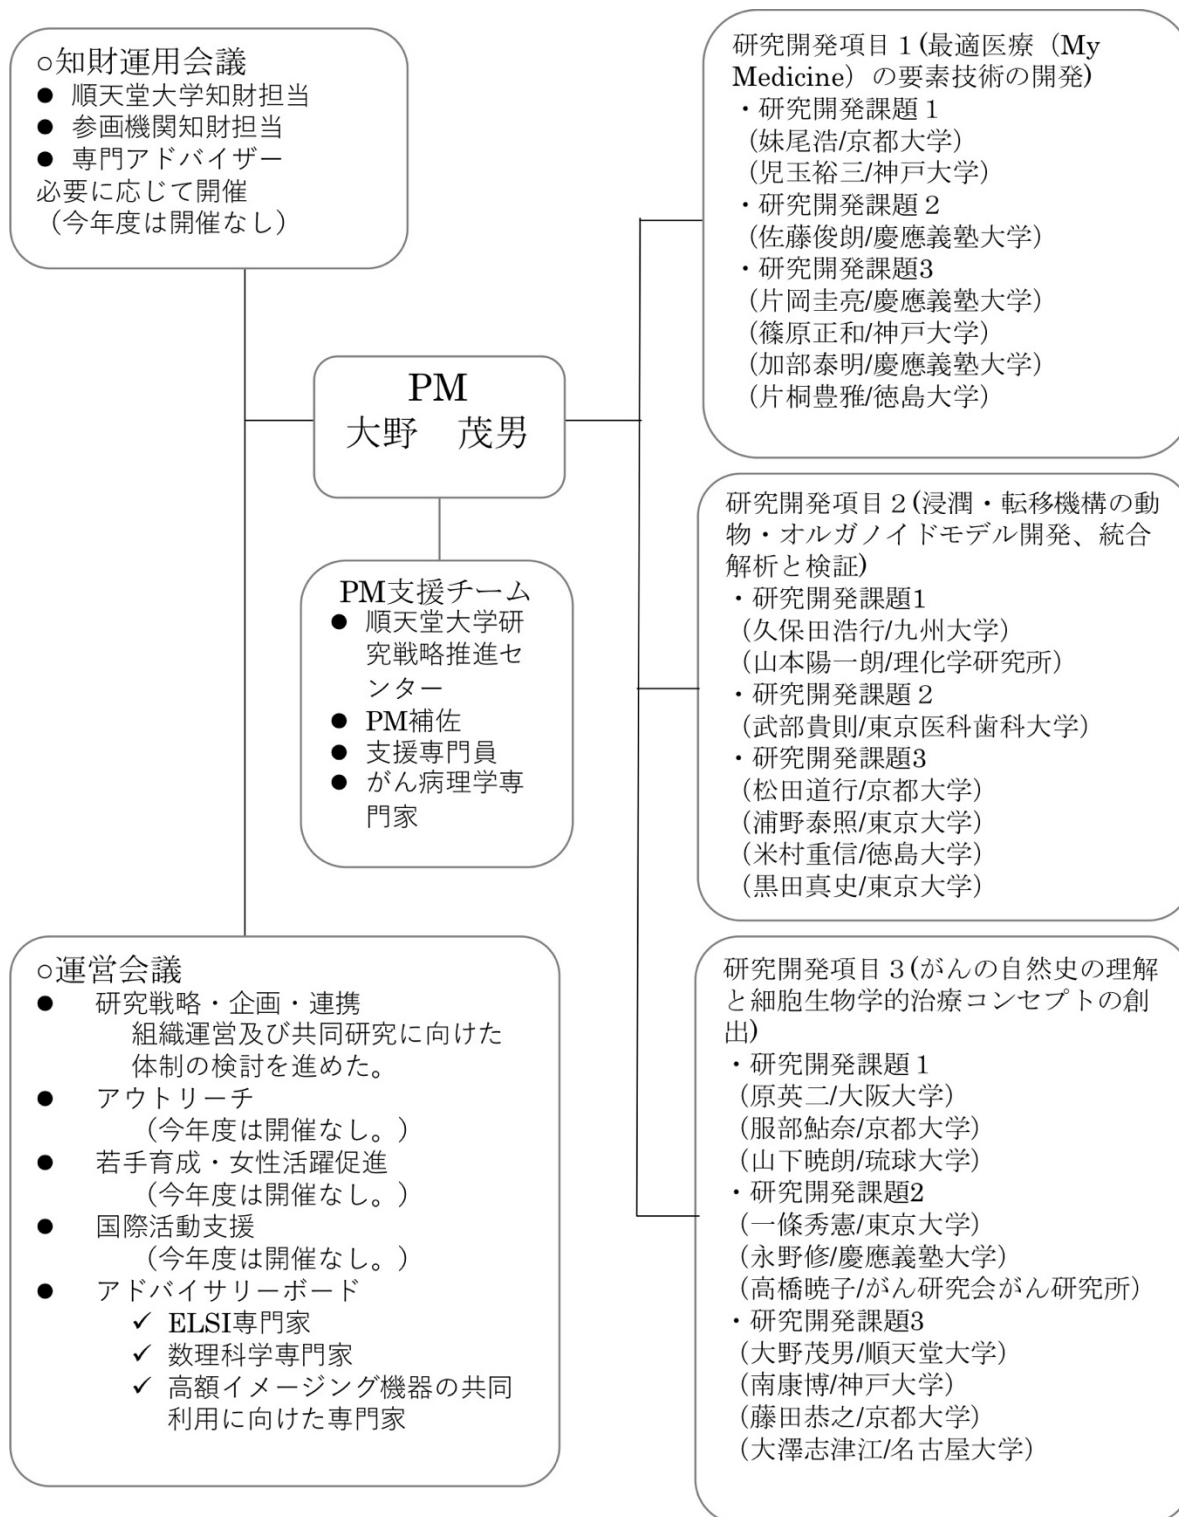 ○知財運用会議
● 順天堂大学知財担当
● 参画機関知財担当
● 専門アドバイザー
必要に応じて開催
（今年度は開催なし）
PM
大野　茂男
PM支援チーム
● 順天堂大学研
究戦略推進セ
ンター
● PM補佐
● 支援専門員
● がん病理学専
門家
○運営会議
● 研究戦略・企画・連携
組織運営及び共同研究に向けた
体制の検討を進めた。
● アウトリーチ
（今年度は開催なし。）
● 若手育成・女性活躍促進
（今年度は開催なし。）
● 国際活動支援
（今年度は開催なし。）
● アドバイサリーボード
✓ ELSI専門家
✓ 数理科学専門家
✓ 高額イメージング機器の共同
利用に向けた専門家
研究開発項目１(最適医療（My
Medicine）の要素技術の開発)
・研究開発課題１
（妹尾浩/京都大学）
（児玉裕三/神戸大学）
・研究開発課題２
（佐藤俊朗/慶應義塾大学）
・研究開発課題3
（片岡圭亮/慶應義塾大学）
（篠原正和/神戸大学）
（加部泰明/慶應義塾大学）
（片桐豊雅/徳島大学）
研究開発項目２(浸潤・転移機構の動
物・オルガノイドモデル開発、統合
解析と検証)
・研究開発課題1
（久保田浩行/九州大学）
（山本陽一朗/理化学研究所）
・研究開発課題２
（武部貴則/東京医科歯科大学）
・研究開発課題3
（松田道行/京都大学）
（浦野泰照/東京大学）
（米村重信/徳島大学）
（黒田真史/東京大学）
研究開発項目３(がんの自然史の理解
と細胞生物学的治療コンセプトの創
出)
・研究開発課題１
（原英二/大阪大学）
（服部鮎奈/京都大学）
（山下暁朗/琉球大学）
・研究開発課題2
（一條秀憲/東京大学）
（永野修/慶應義塾大学）
（高橋暁子/がん研究会がん研究所）
・研究開発課題3
（大野茂男/順天堂大学）
（南康博/神戸大学）
（藤田恭之/京都大学）
（大澤志津江/名古屋大学）